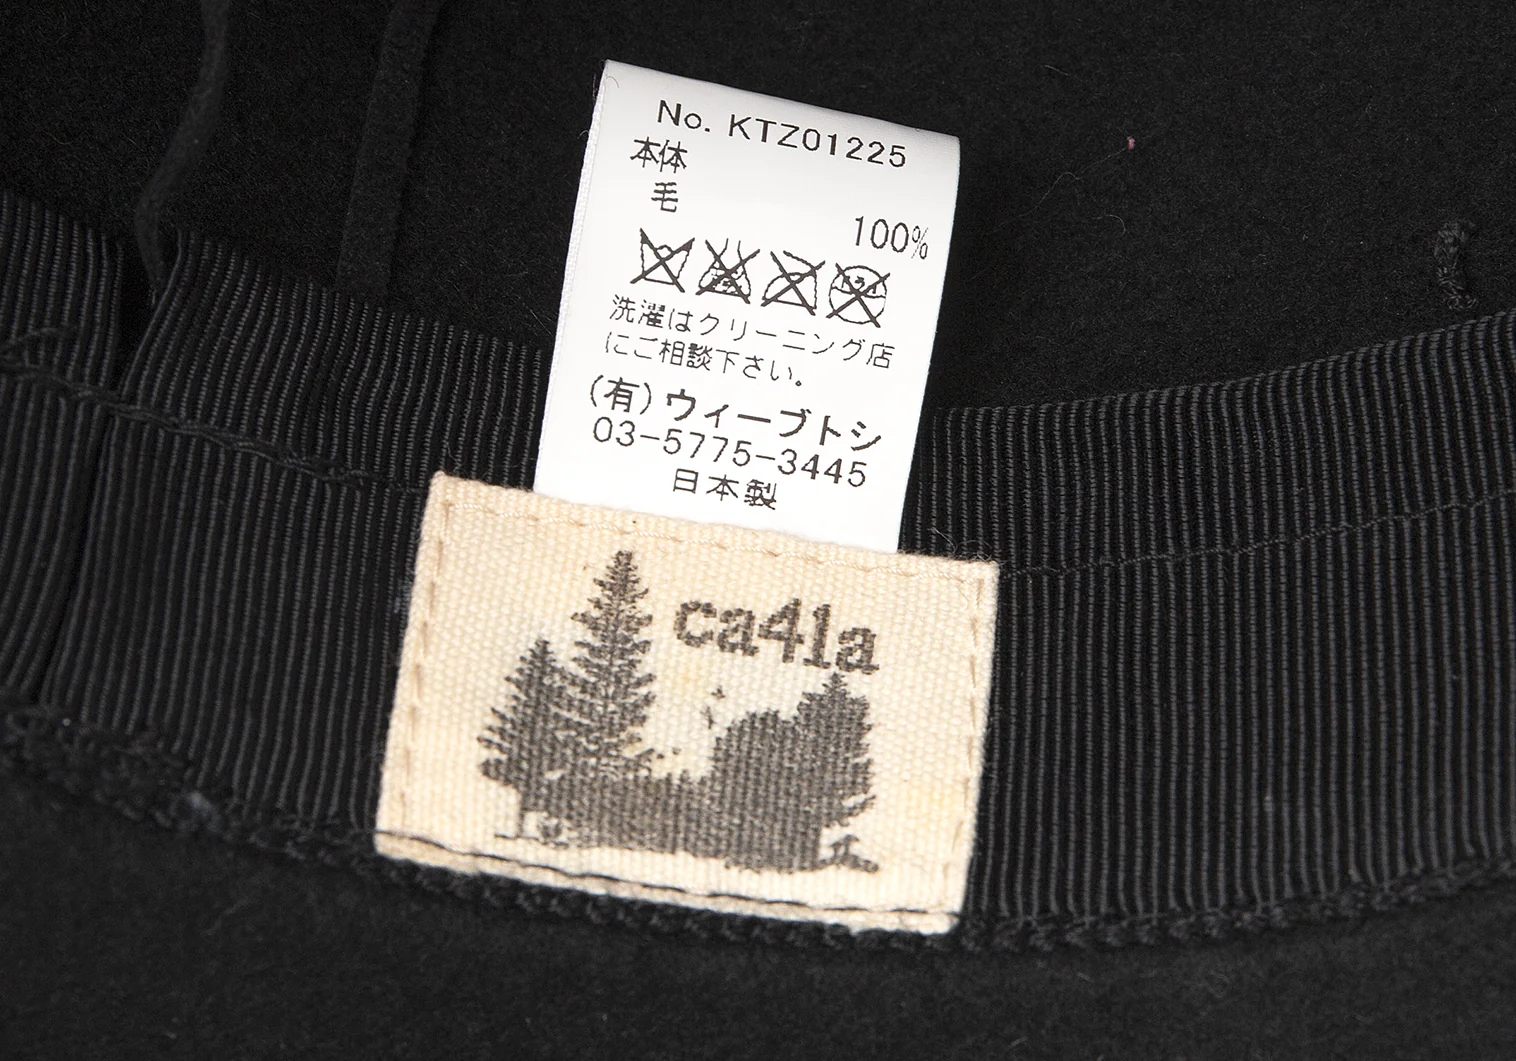 No. KTZ01225
本体
毛
100%
洗濯はクリーニング店
にご相談下さい。
(有)ウィーブトシ
03-5775-3445
日本製
ca4la